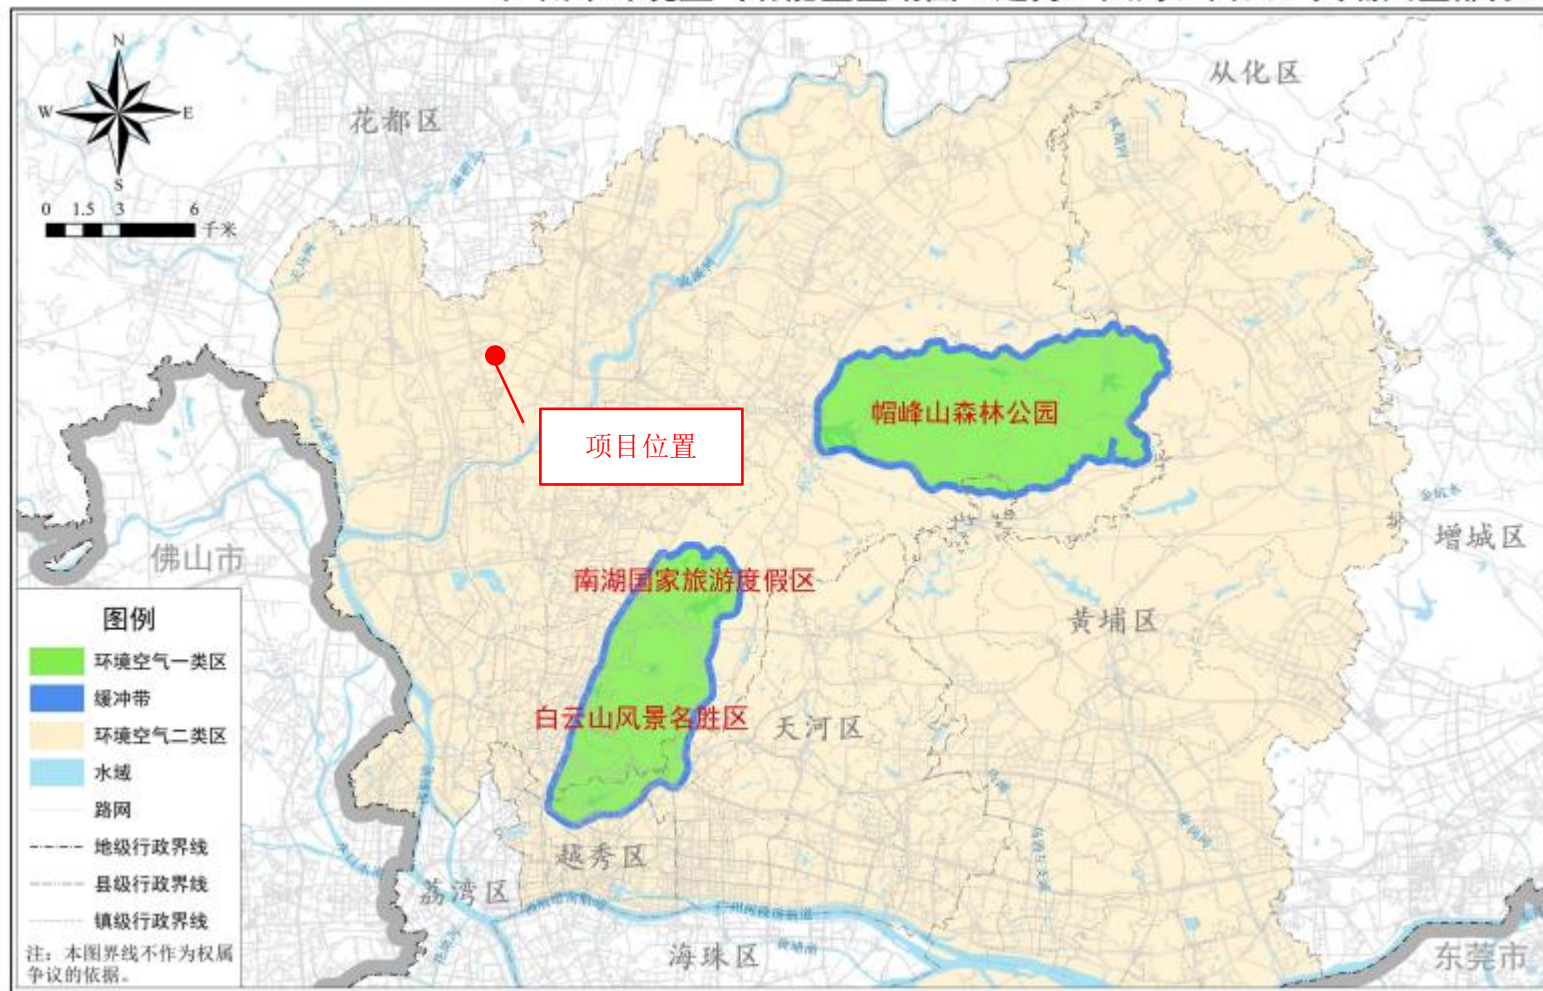 从化区
N
W
E
S
花都区
0 1.5 3 6
千米
帽峰山森林公园
项目位置
增城区
佛山市
南湖国家旅游度假区
黄埔区
白云山风景名胜区
天河区
越秀区
荔湾区
海珠区
东莞市
图例
环境空气一类区
缓冲带
环境空气二类区
水域
路网
地级行政界线
县级行政界线
镇级行政界线
注：本图界线不作为权属
争议的依据。